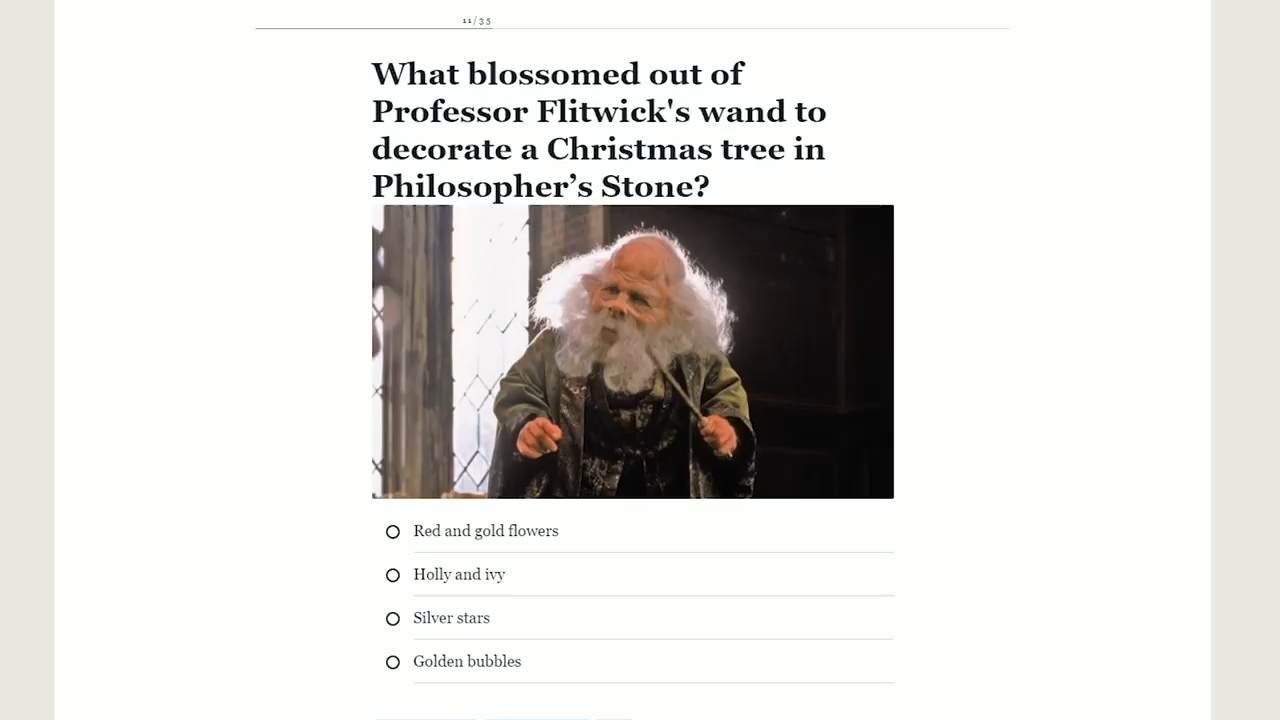 11/35
What blossomed out of
Professor Flitwick's wand to
decorate a Christmas tree in
Philosopher’s Stone?
Red and gold flowers
Holly and ivy
Silver stars
Golden bubbles